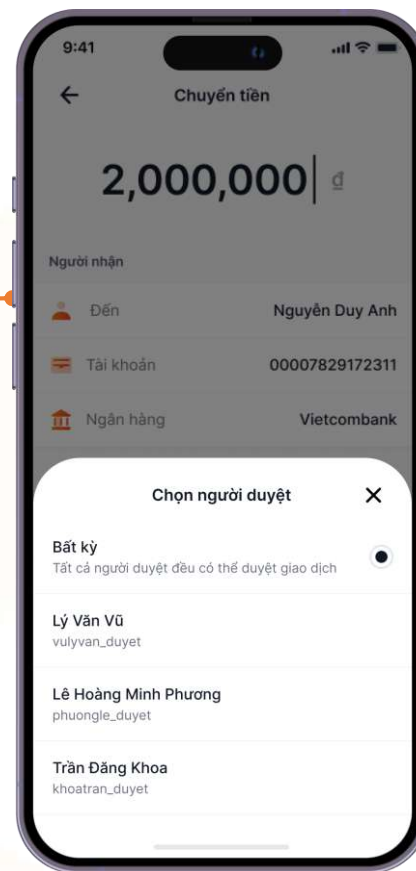 9:41
Chuyển tiền
2,000,000 đ
Người nhận
Đến Nguyễn Duy Anh
Tài khoản 00007829172311
Ngân hàng Vietcombank
Chọn người duyệt
Bất kỳ
Tất cả người duyệt đều có thể duyệt giao dịch
Lý Văn Vũ
vulyvan_duyet
Lê Hoàng Minh Phương
phuongle_duyet
Trần Đăng Khoa
khoatran_duyet